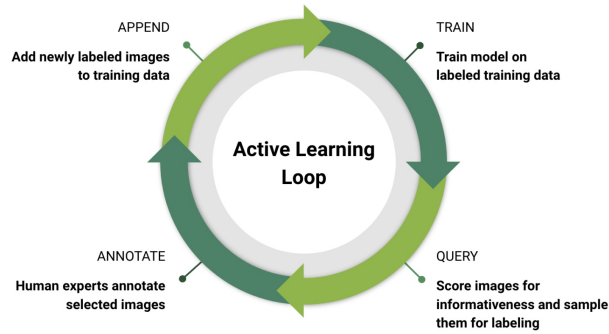 APPEND
Add newly labeled images
to training data
TRAIN
Train model on
labeled training data
Active Learning
Loop
ANNOTATE
Human experts annotate
selected images
QUERY
Score images for
informativeness and sample
them for labeling